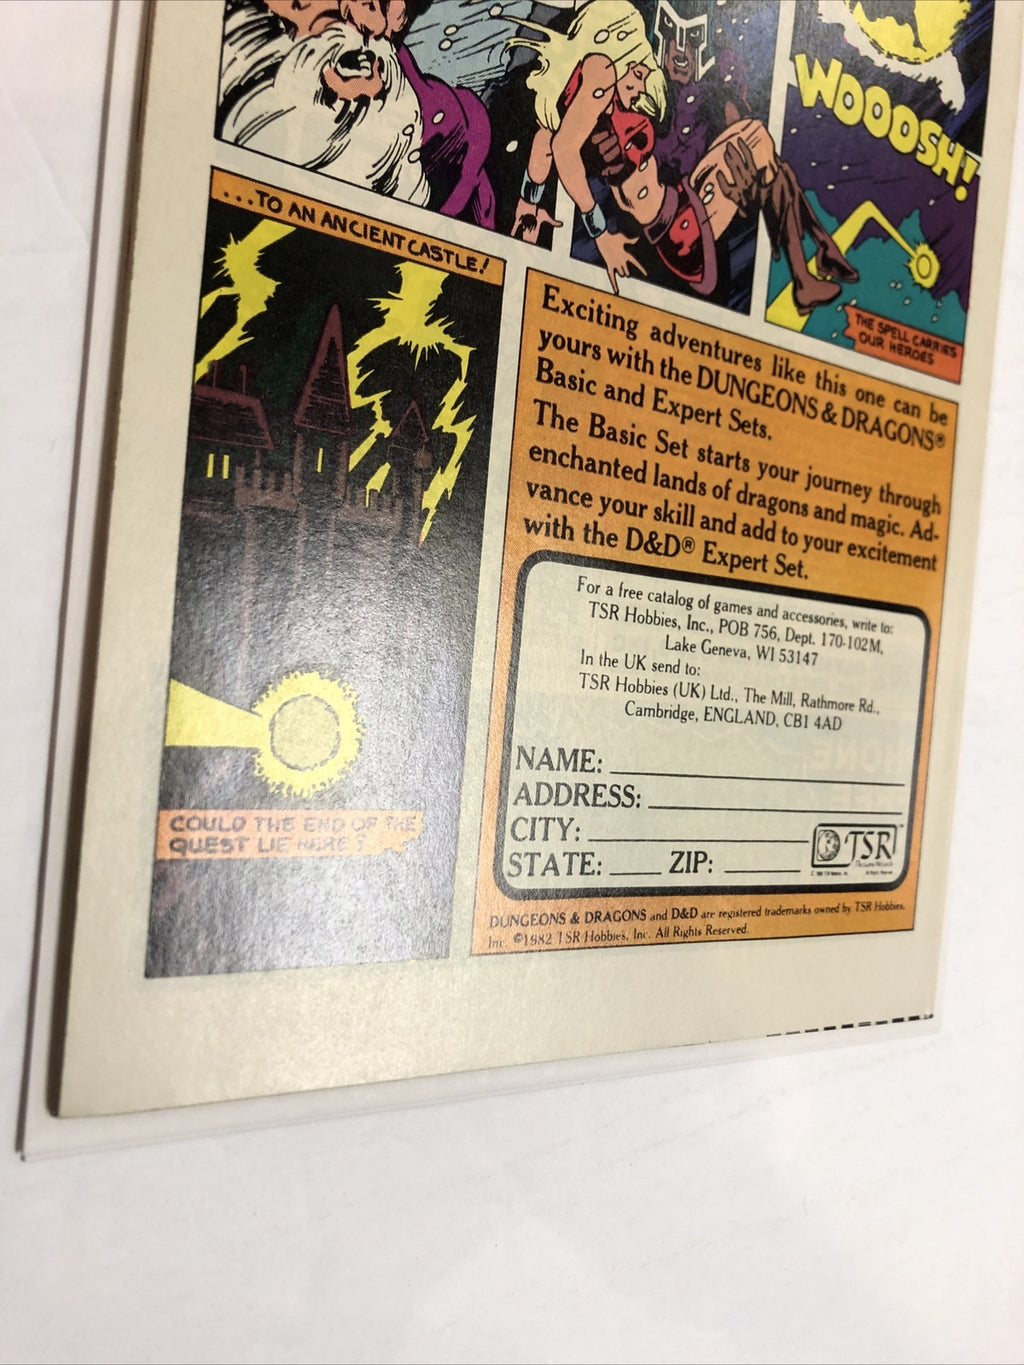 WOOOSH!
THE SPELL CARRIES
OUR HEROES
...TO AN ANCIENT CASTLE!
COULD THE END OF THE
QUEST LIE HERE?
Exciting adventures like this one can be
yours with the DUNGEONS & DRAGONS®
Basic and Expert Sets.
The Basic Set starts your journey through
enchanted lands of dragons and magic. Ad-
vance your skill and add to your excitement
with the D&D® Expert Set.
For a free catalog of games and accessories, write to:
TSR Hobbies, Inc., POB 756, Dept. 170-102M,
Lake Geneva, WI 53147
In the UK send to:
TSR Hobbies (UK) Ltd., The Mill, Rathmore Rd.,
Cambridge, ENGLAND, CB1 4AD
NAME:
ADDRESS:
CITY:
STATE: ZIP:
TSR
DUNGEONS & DRAGONS and D&D are registered trademarks owned by TSR Hobbies,
Inc. ©1982 TSR Hobbies, Inc. All Rights Reserved.